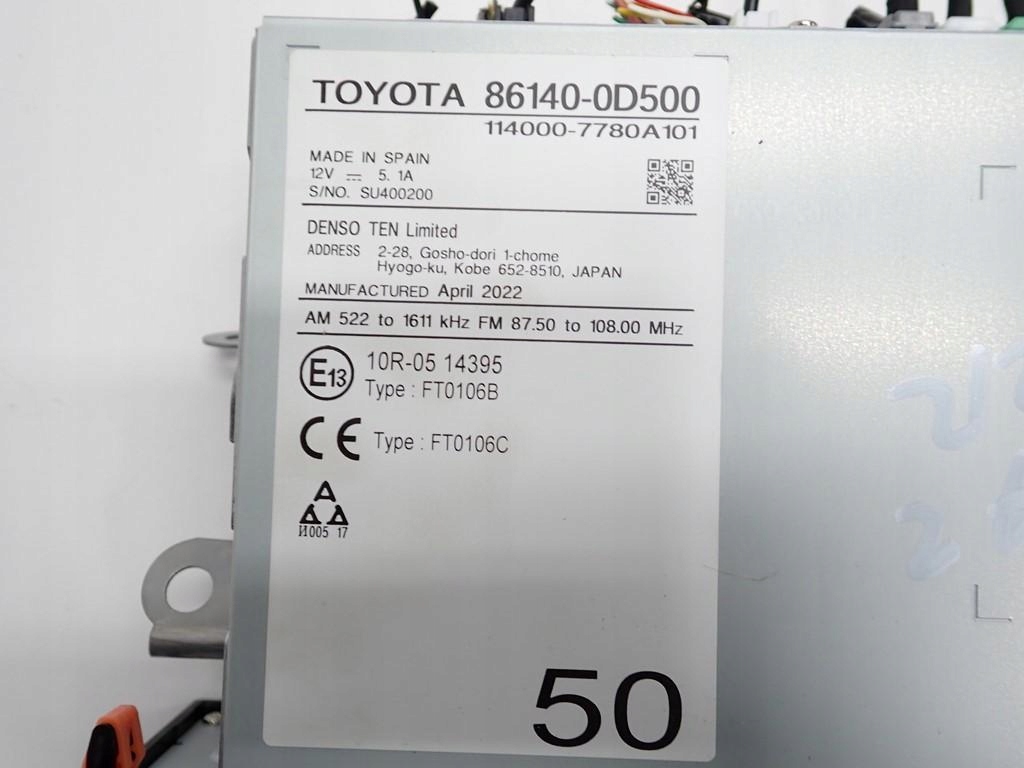 TOYOTA 86140-0D500
114000-7780A101
MADE IN SPAIN
12V ⎓ 5.1A
S/NO. SU400200
DENSO TEN Limited
ADDRESS 2-28, Gosho-dori 1-chome
Hyogo-ku, Kobe 652-8510, JAPAN
MANUFACTURED April 2022
AM 522 to 1611 kHz FM 87.50 to 108.00 MHz
E13 10R-05 14395
Type : FT0106B
CE Type : FT0106C
И005 17
50